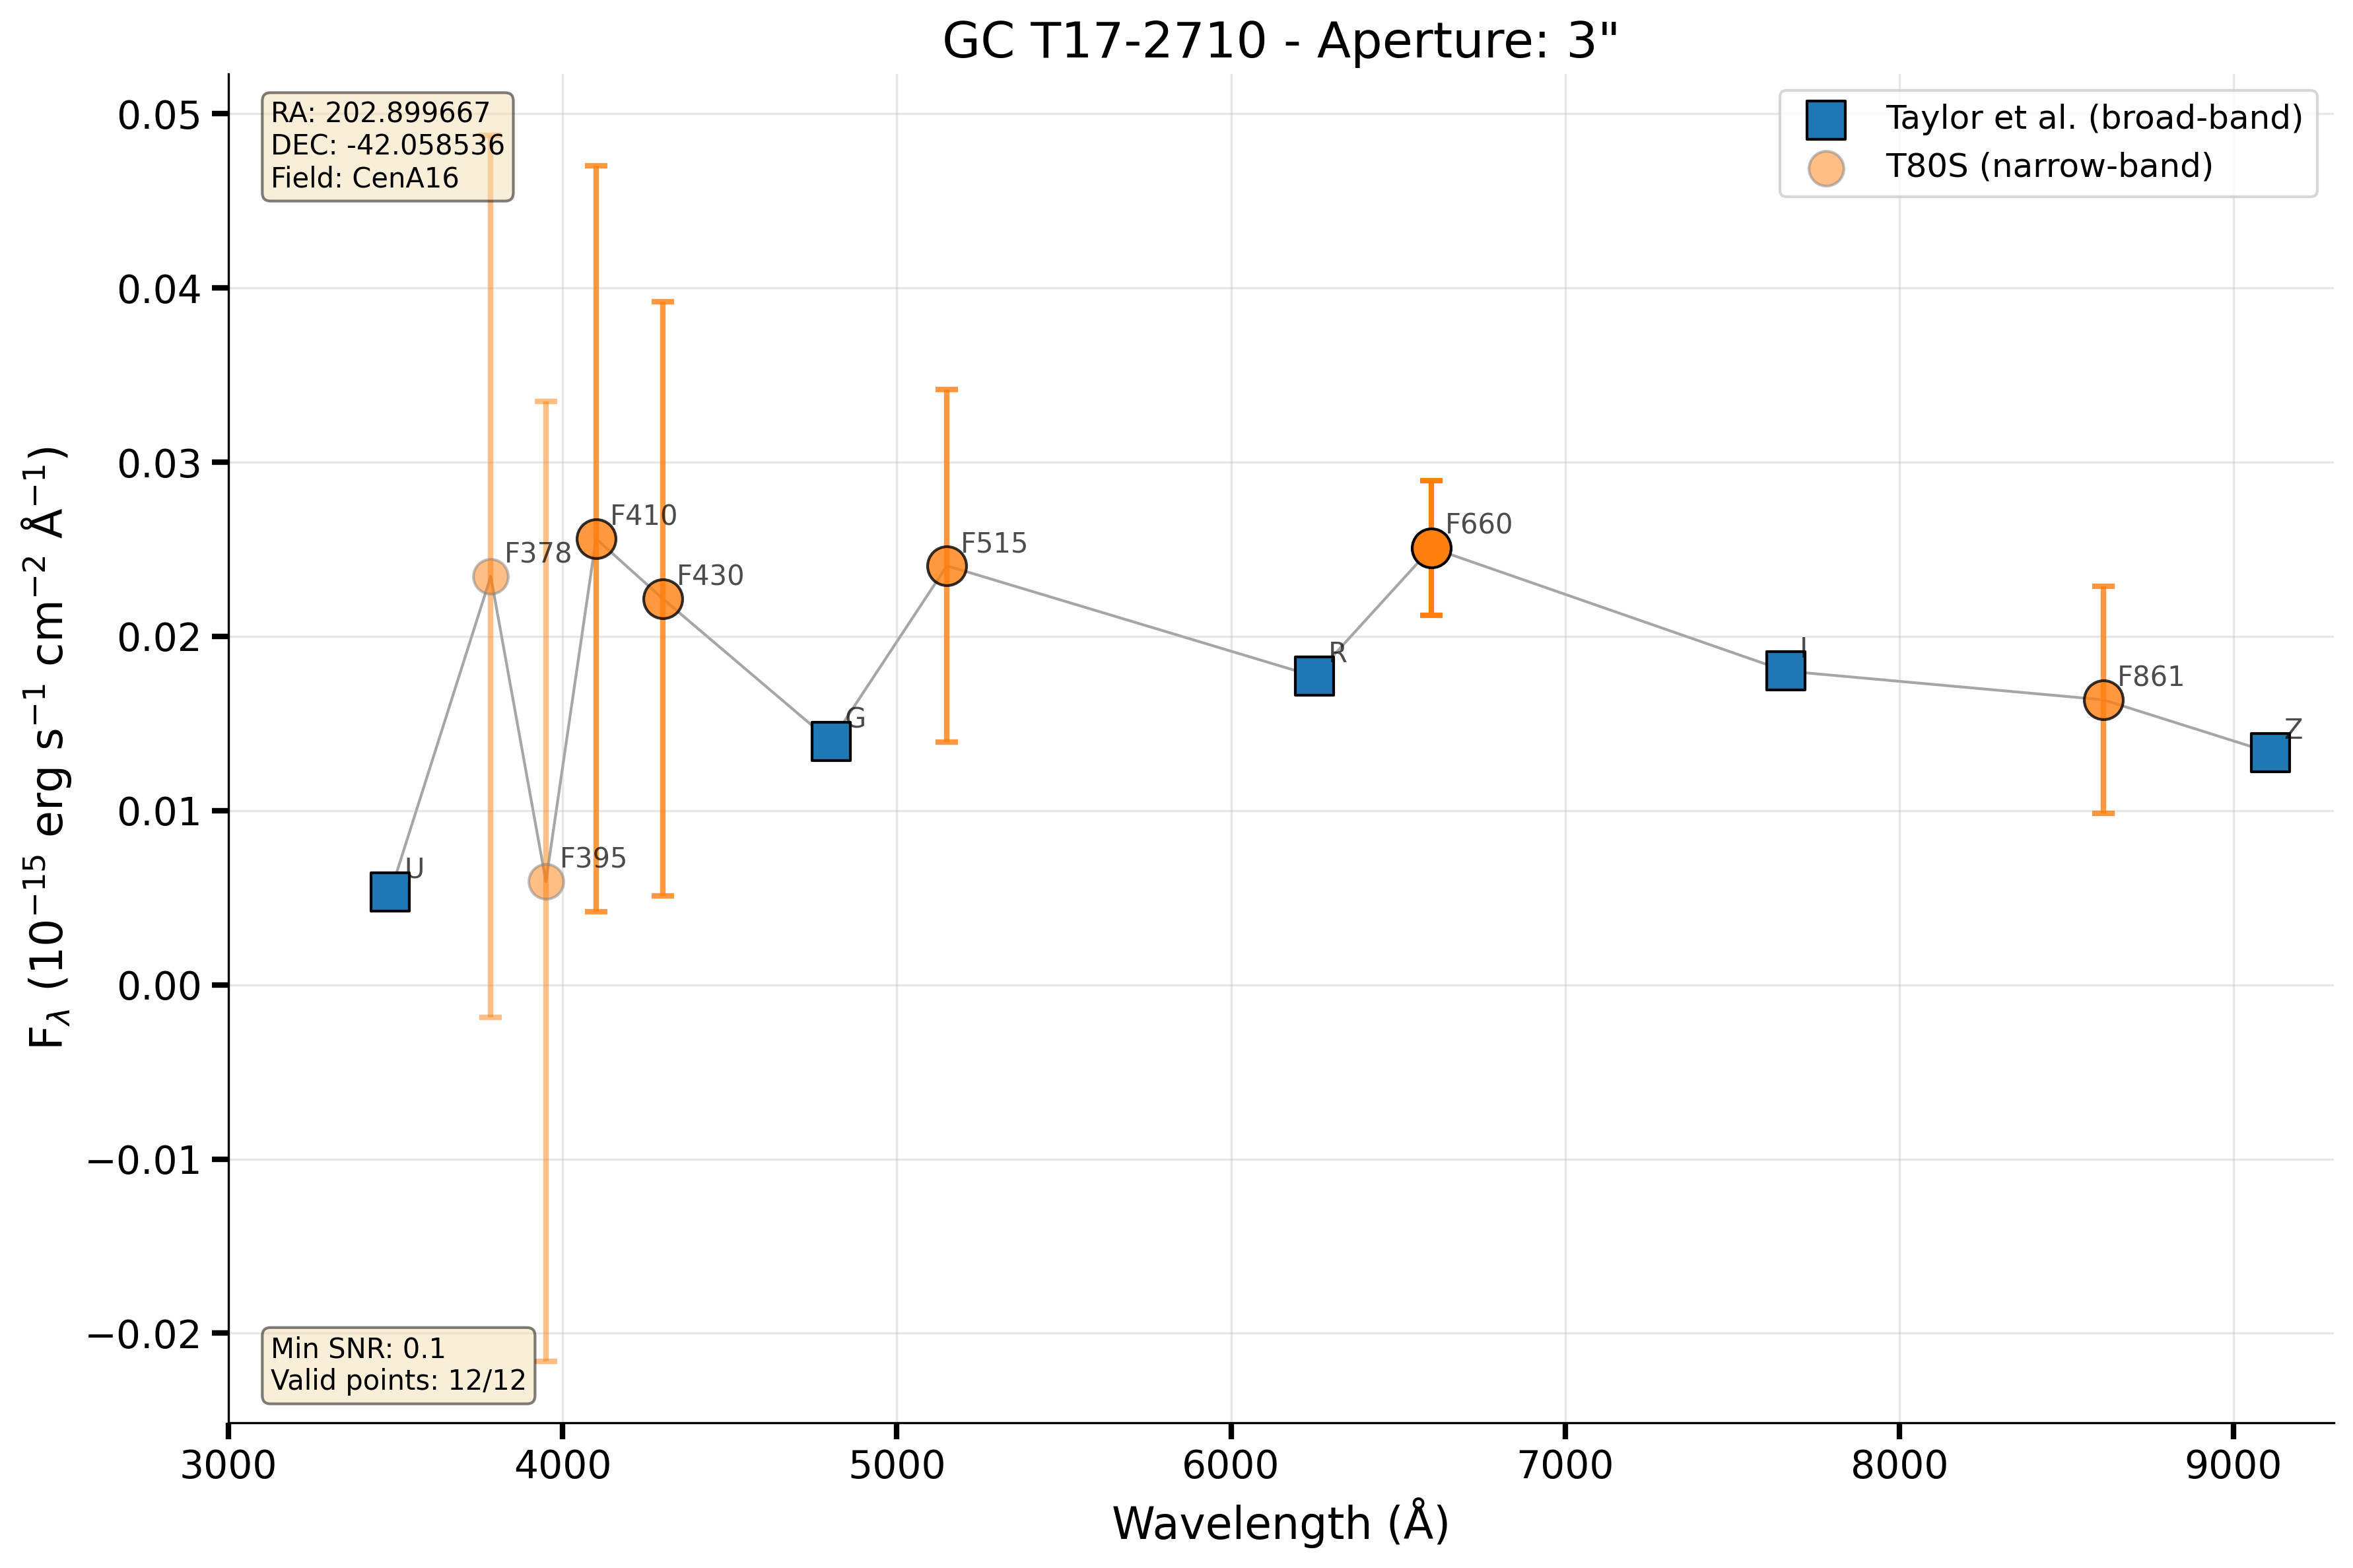 GC T17-2710 - Aperture: 3"
RA: 202.899667
DEC: -42.058536
Field: CenA16
Taylor et al. (broad-band)
T80S (narrow-band)
0.05
0.04
0.03
0.02
0.01
0.00
−0.01
−0.02
F_λ (10⁻¹⁵ erg s⁻¹ cm⁻² Å⁻¹)
U
F378
F395
F410
F430
G
F515
R
F660
I
F861
Z
Min SNR: 0.1
Valid points: 12/12
3000
4000
5000
6000
7000
8000
9000
Wavelength (Å)